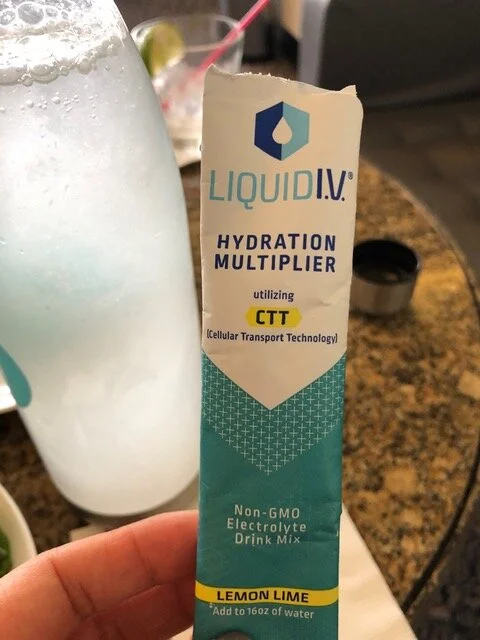 LIQUIDI.V.®
HYDRATION
MULTIPLIER
utilizing
CTT
(Cellular Transport Technology)
Non-GMO
Electrolyte
Drink Mix
LEMON LIME
*Add to 16oz of water